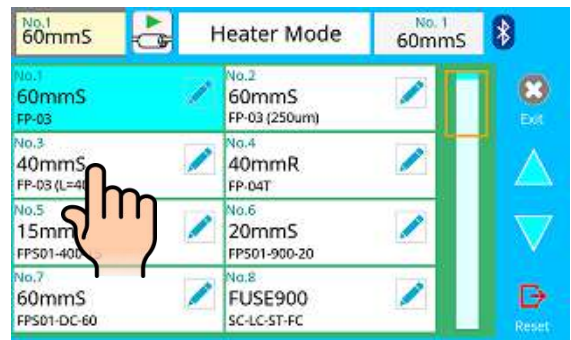 No.1
60mmS
Heater Mode
No. 1
60mmS
No.1
60mmS
FP-03
No.2
60mmS
FP-03 (250um)
No.3
40mmS
FP-03 (L=40
No.4
40mmR
FP-04T
No.5
15mm
FPS01-400-
No.6
20mmS
FPS01-900-20
No.7
60mmS
FPS01-DC-60
No.8
FUSE900
SC-LC-ST-FC
Exit
Reset